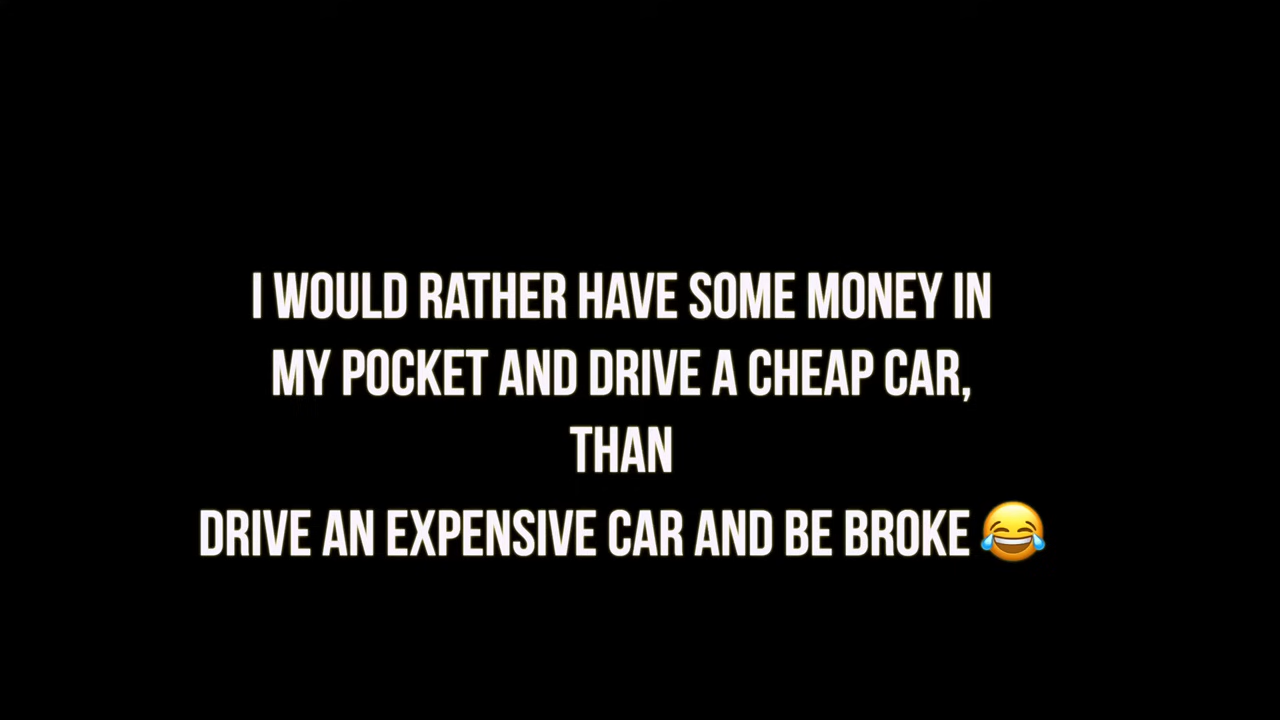 I WOULD RATHER HAVE SOME MONEY IN
MY POCKET AND DRIVE A CHEAP CAR,
THAN
DRIVE AN EXPENSIVE CAR AND BE BROKE 😂